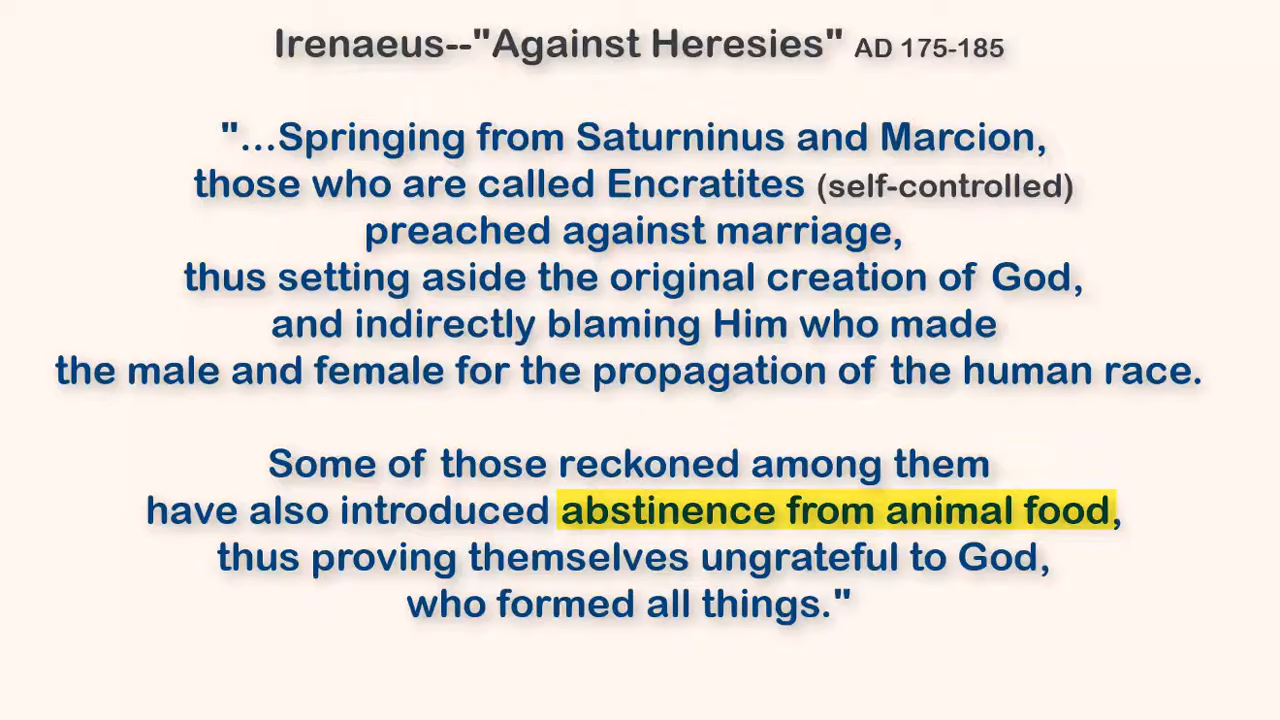 Irenaeus--"Against Heresies" AD 175-185
"...Springing from Saturninus and Marcion,
those who are called Encratites (self-controlled)
preached against marriage,
thus setting aside the original creation of God,
and indirectly blaming Him who made
the male and female for the propagation of the human race.
Some of those reckoned among them
have also introduced abstinence from animal food,
thus proving themselves ungrateful to God,
who formed all things."